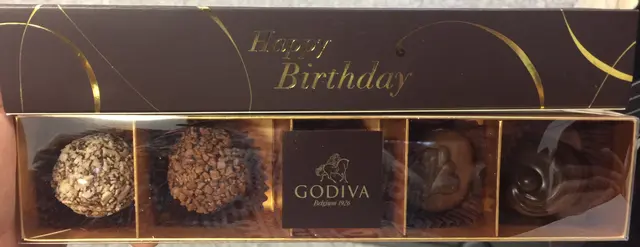 Happy
Birthday
GODIVA
Belgium 1926